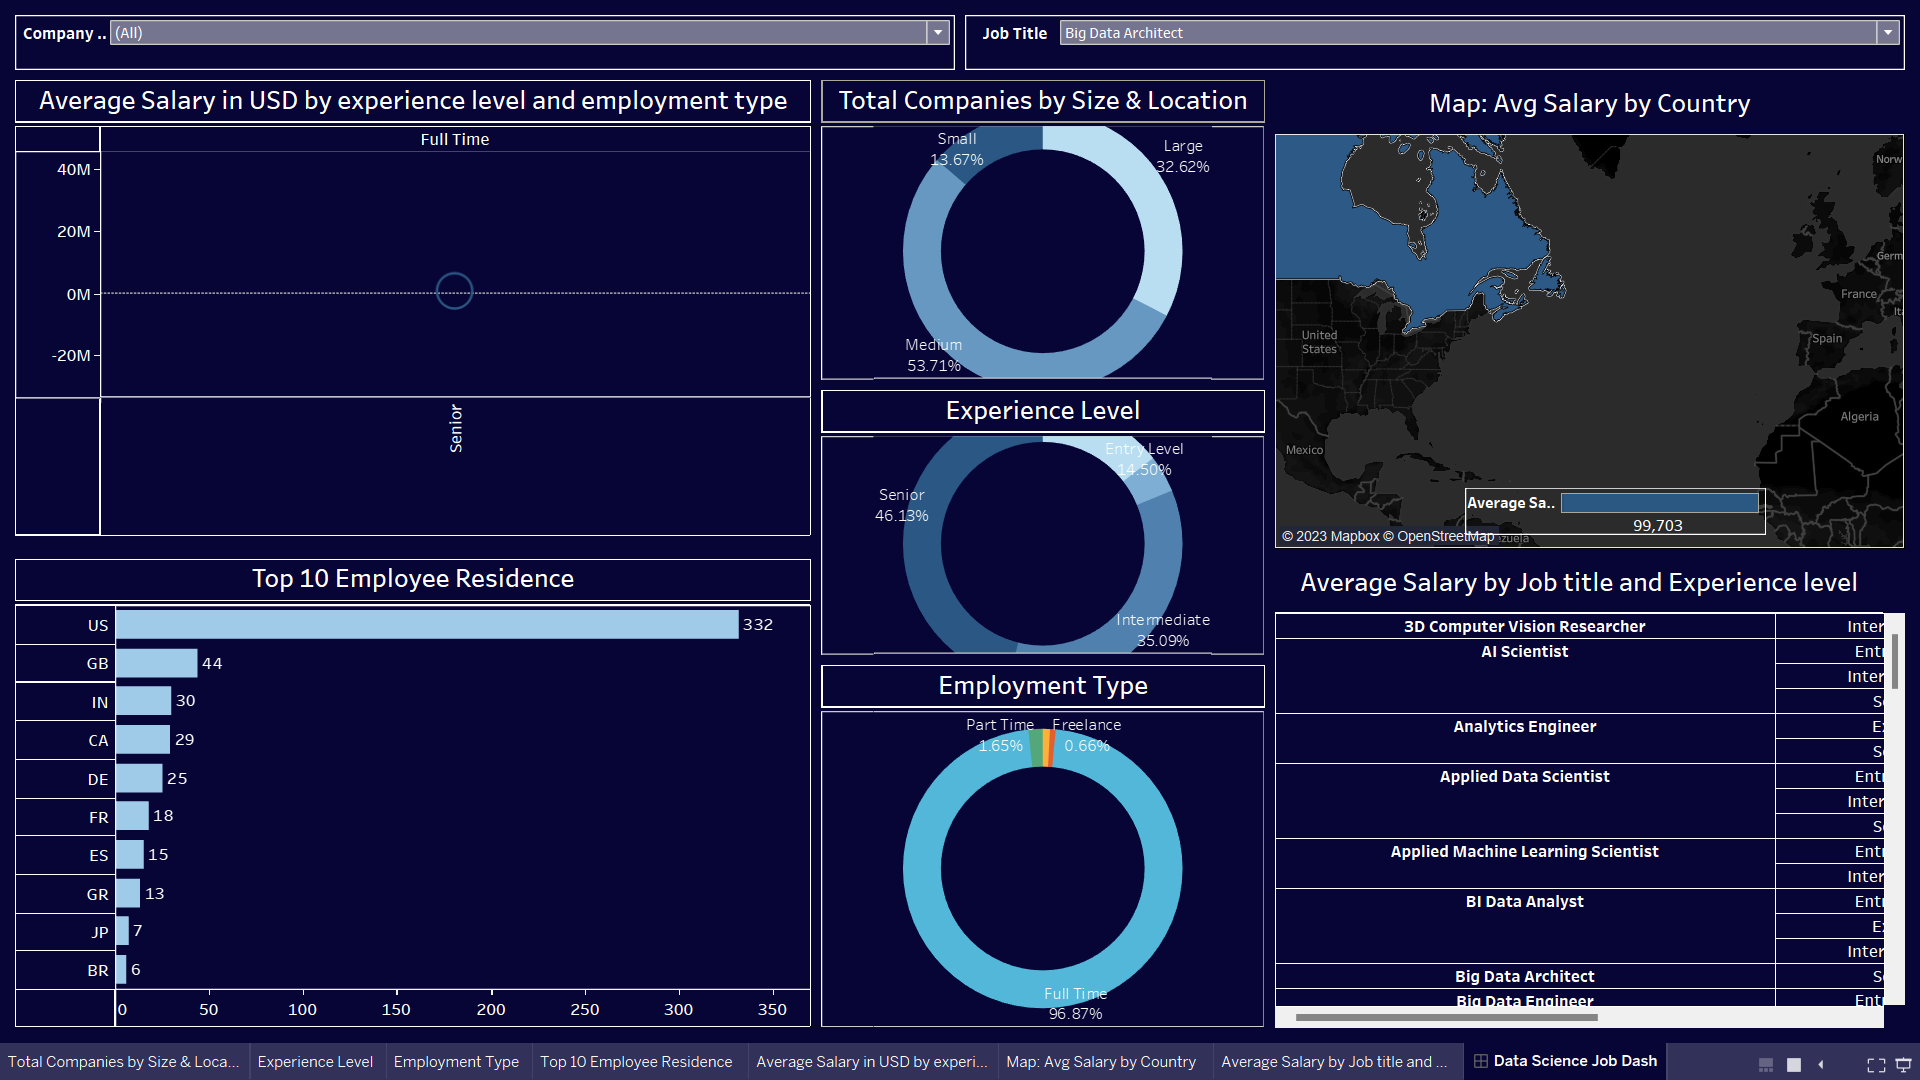 Company ..
(All)
Job Title
Big Data Architect
Average Salary in USD by experience level and employment type
Full Time
40M
20M
0M
-20M
Senior
Top 10 Employee Residence
US
332
GB
44
IN
30
CA
29
DE
25
FR
18
ES
15
GR
13
JP
7
BR
6
0
50
100
150
200
250
300
350
Total Companies by Size & Location
Small
13.67%
Large
32.62%
Medium
53.71%
Experience Level
Entry Level
14.50%
Senior
46.13%
Intermediate
35.09%
Employment Type
Part Time
1.65%
Freelance
0.66%
Full Time
96.87%
Map: Avg Salary by Country
Norw
Germ
France
Ita
Spain
United
States
Algeria
Mexico
Average Sa..
99,703
© 2023 Mapbox © OpenStreetMap
ezuela
Average Salary by Job title and Experience level
3D Computer Vision Researcher
Inter
AI Scientist
Entr
Inter
Se
Analytics Engineer
Ex
Se
Applied Data Scientist
Entr
Inter
Se
Applied Machine Learning Scientist
Entr
Inter
BI Data Analyst
Entr
Ex
Inter
Big Data Architect
Se
Big Data Engineer
Entr
Total Companies by Size & Loca...
Experience Level
Employment Type
Top 10 Employee Residence
Average Salary in USD by experi...
Map: Avg Salary by Country
Average Salary by Job title and ...
Data Science Job Dash